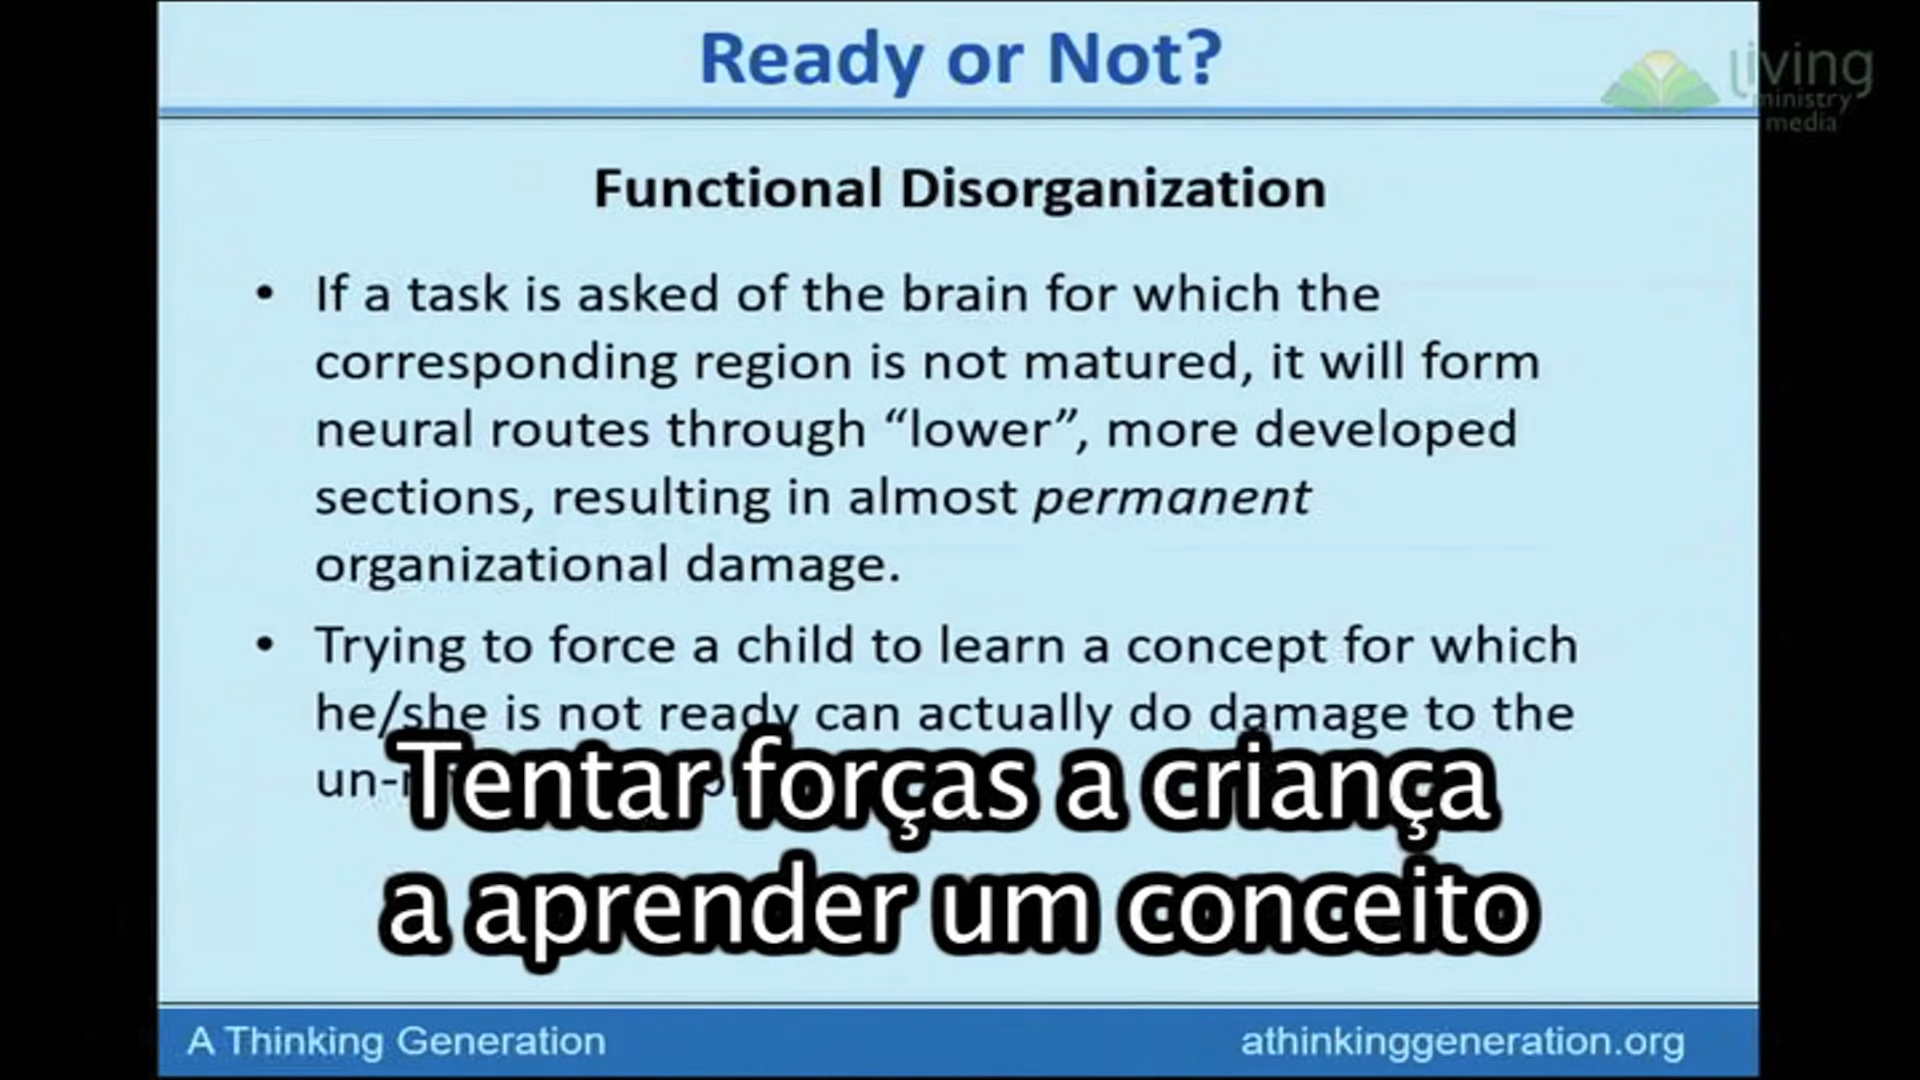 Ready or Not?
Living
ministry
media
Functional Disorganization
• If a task is asked of the brain for which the
corresponding region is not matured, it will form
neural routes through “lower”, more developed
sections, resulting in almost permanent
organizational damage.
• Trying to force a child to learn a concept for which
he/she is not ready can actually do damage to the
Tentar forças a criança
a aprender um conceito
A Thinking Generation
athinkinggeneration.org